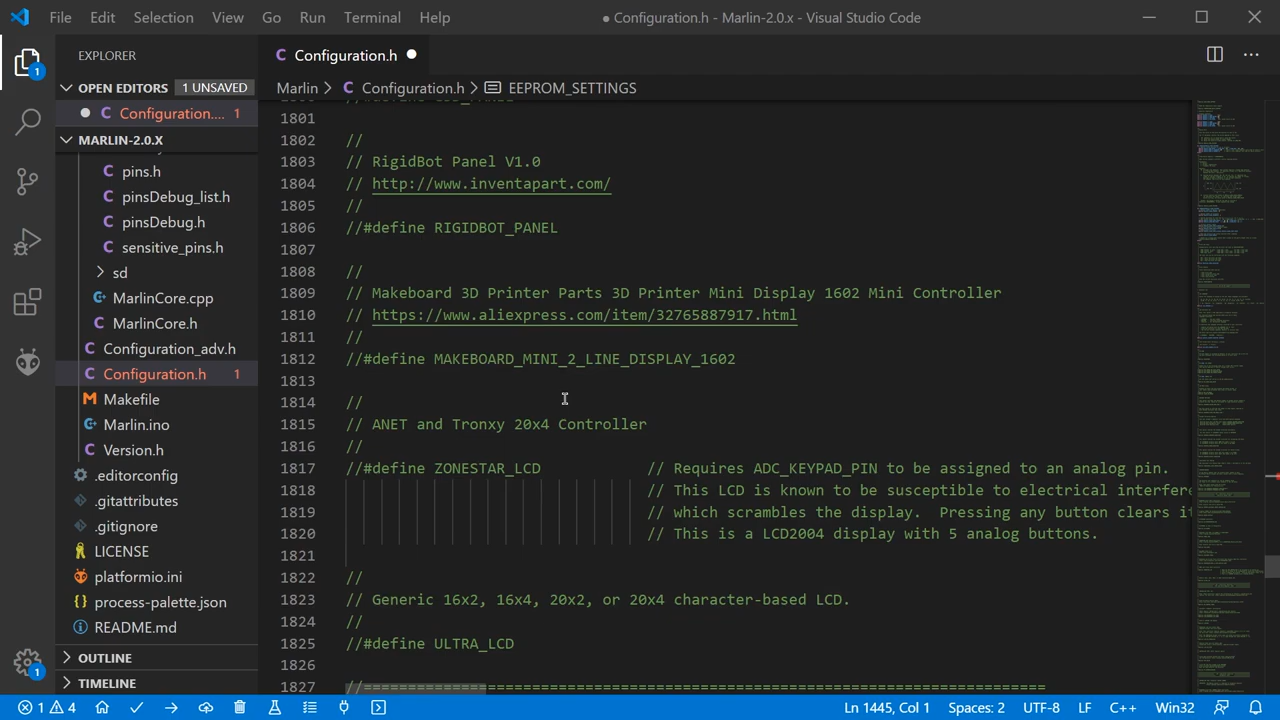 File Edit Selection View Go Run Terminal Help
● Configuration.h - Marlin-2.0.x - Visual Studio Code
EXPLORER
OPEN EDITORS 1 UNSAVED
Configuration.... 1
MARLIN-2.0.X
pins.h
pinsDebug_list.h
pinsDebug.h
sensitive_pins.h
sd
MarlinCore.cpp
MarlinCore.h
Configuration_adv.h
Configuration.h 1
Makefile
Marlin.ino
Version.h
.editorconfig
.gitattributes
.gitignore
LICENSE
platformio.ini
process-palette.json
README.md
OUTLINE
TIMELINE
1
1
Configuration.h
Marlin > Configuration.h > EEPROM_SETTINGS
1801
1802 //
1803 // RigidBot Panel V1.0
1804 // http://www.inventapart.com/
1805 //
1806 //#define RIGIDBOT_PANEL
1807
1808 //
1809 // Makeboard 3D Printer Parts 3D Printer Mini Display 1602 Mini Controller
1810 // https://www.aliexpress.com/item/32765887917.html
1811 //
1812 //#define MAKEBOARD_MINI_2_LINE_DISPLAY_1602
1813
1814 //
1815 // ANET and Tronxy 20x4 Controller
1816 //
1817 //#define ZONESTAR_LCD // Requires ADC_KEYPAD_PIN to be assigned to an analog pin.
1818 // This LCD is known to be susceptible to electrical interfere
1819 // which scrambles the display. Pressing any button clears it
1820 // This is a LCD2004 display with 5 analog buttons.
1821
1822 //
1823 // Generic 16x2, 16x4, 20x2, or 20x4 character-based LCD.
1824 //
1825 //#define ULTRA_LCD
1826
1827 //=============================================================================
1 4 Ln 1445, Col 1 Spaces: 2 UTF-8 LF C++ Win32